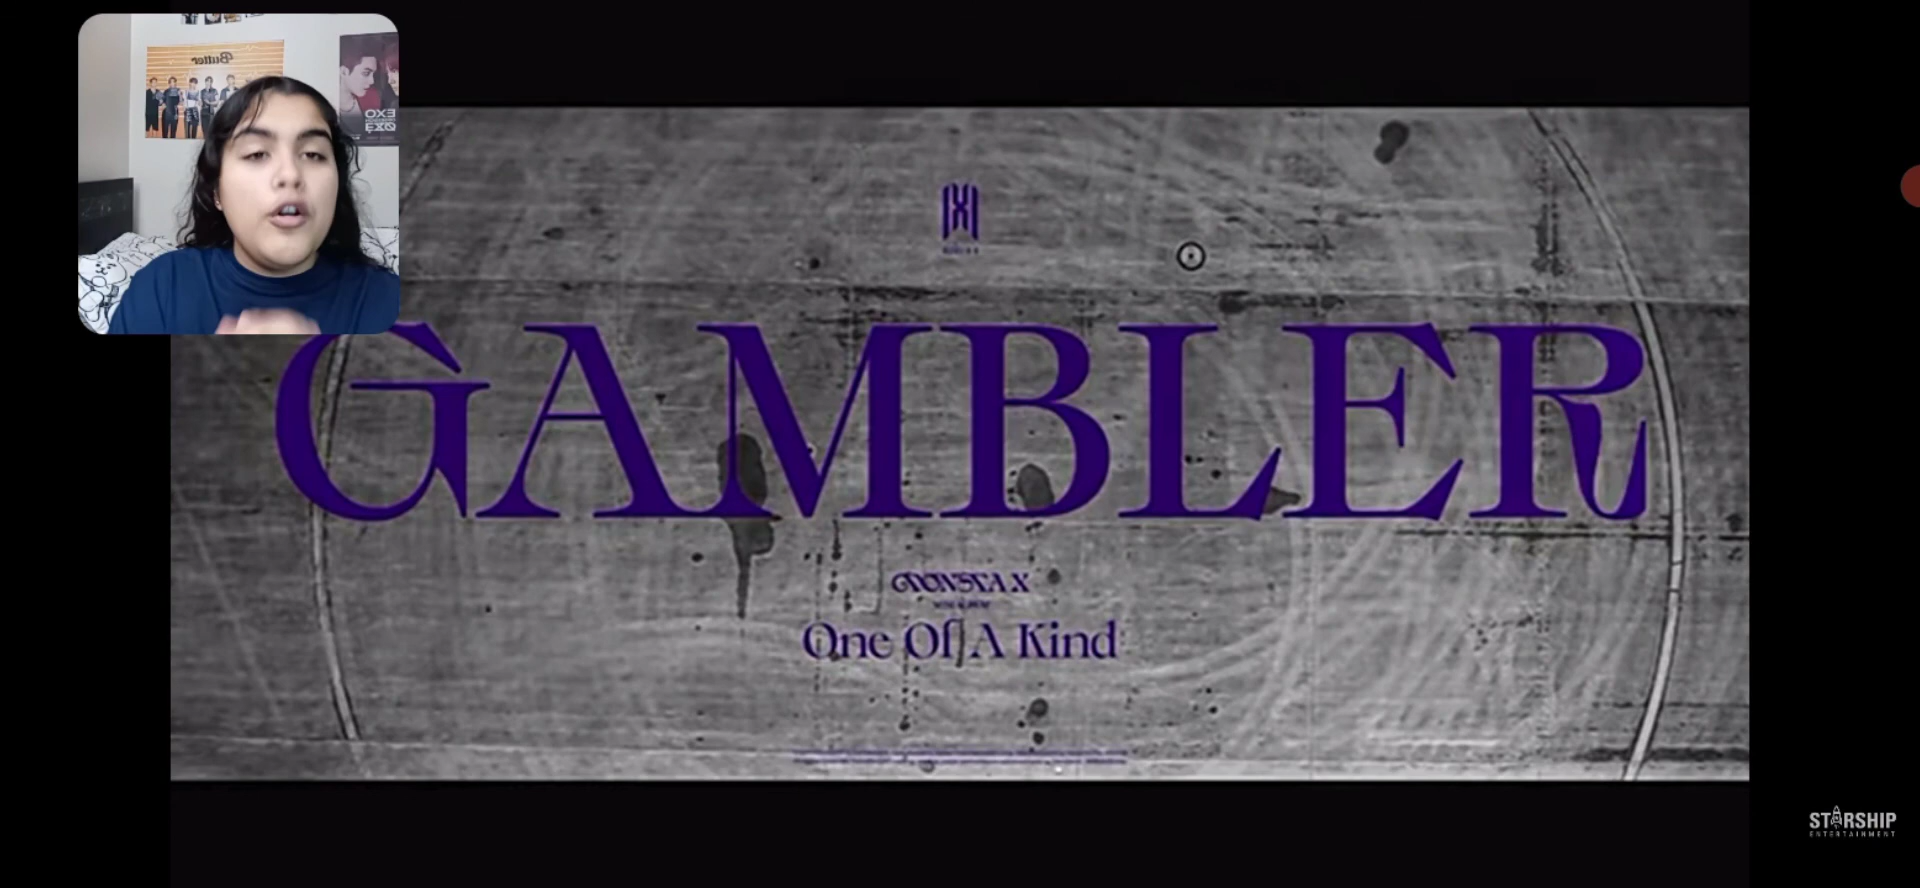 Butter
EXO
GAMBLER
MONSTA X
One Of A Kind
STARSHIP
ENTERTAINMENT